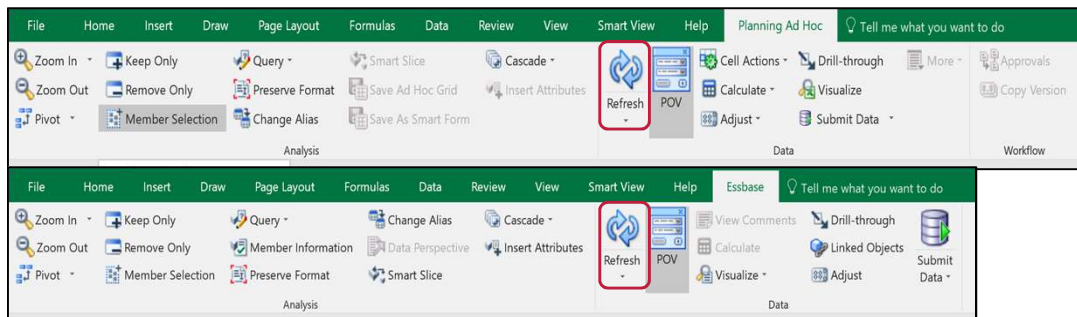 File Home Insert Draw Page Layout Formulas Data Review View Smart View Help Planning Ad Hoc Tell me what you want to do
Zoom In Keep Only Query Smart Slice Cascade Refresh POV Cell Actions Drill-through More Approvals
Zoom Out Remove Only Preserve Format Save Ad Hoc Grid Insert Attributes Calculate Visualize Copy Version
Pivot Member Selection Change Alias Save As Smart Form Adjust Submit Data
Analysis Data Workflow
File Home Insert Draw Page Layout Formulas Data Review View Smart View Help Essbase Tell me what you want to do
Zoom In Keep Only Query Change Alias Cascade Refresh POV View Comments Drill-through Submit Data
Zoom Out Remove Only Member Information Data Perspective Insert Attributes Calculate Linked Objects
Pivot Member Selection Preserve Format Smart Slice Visualize Adjust
Analysis Data